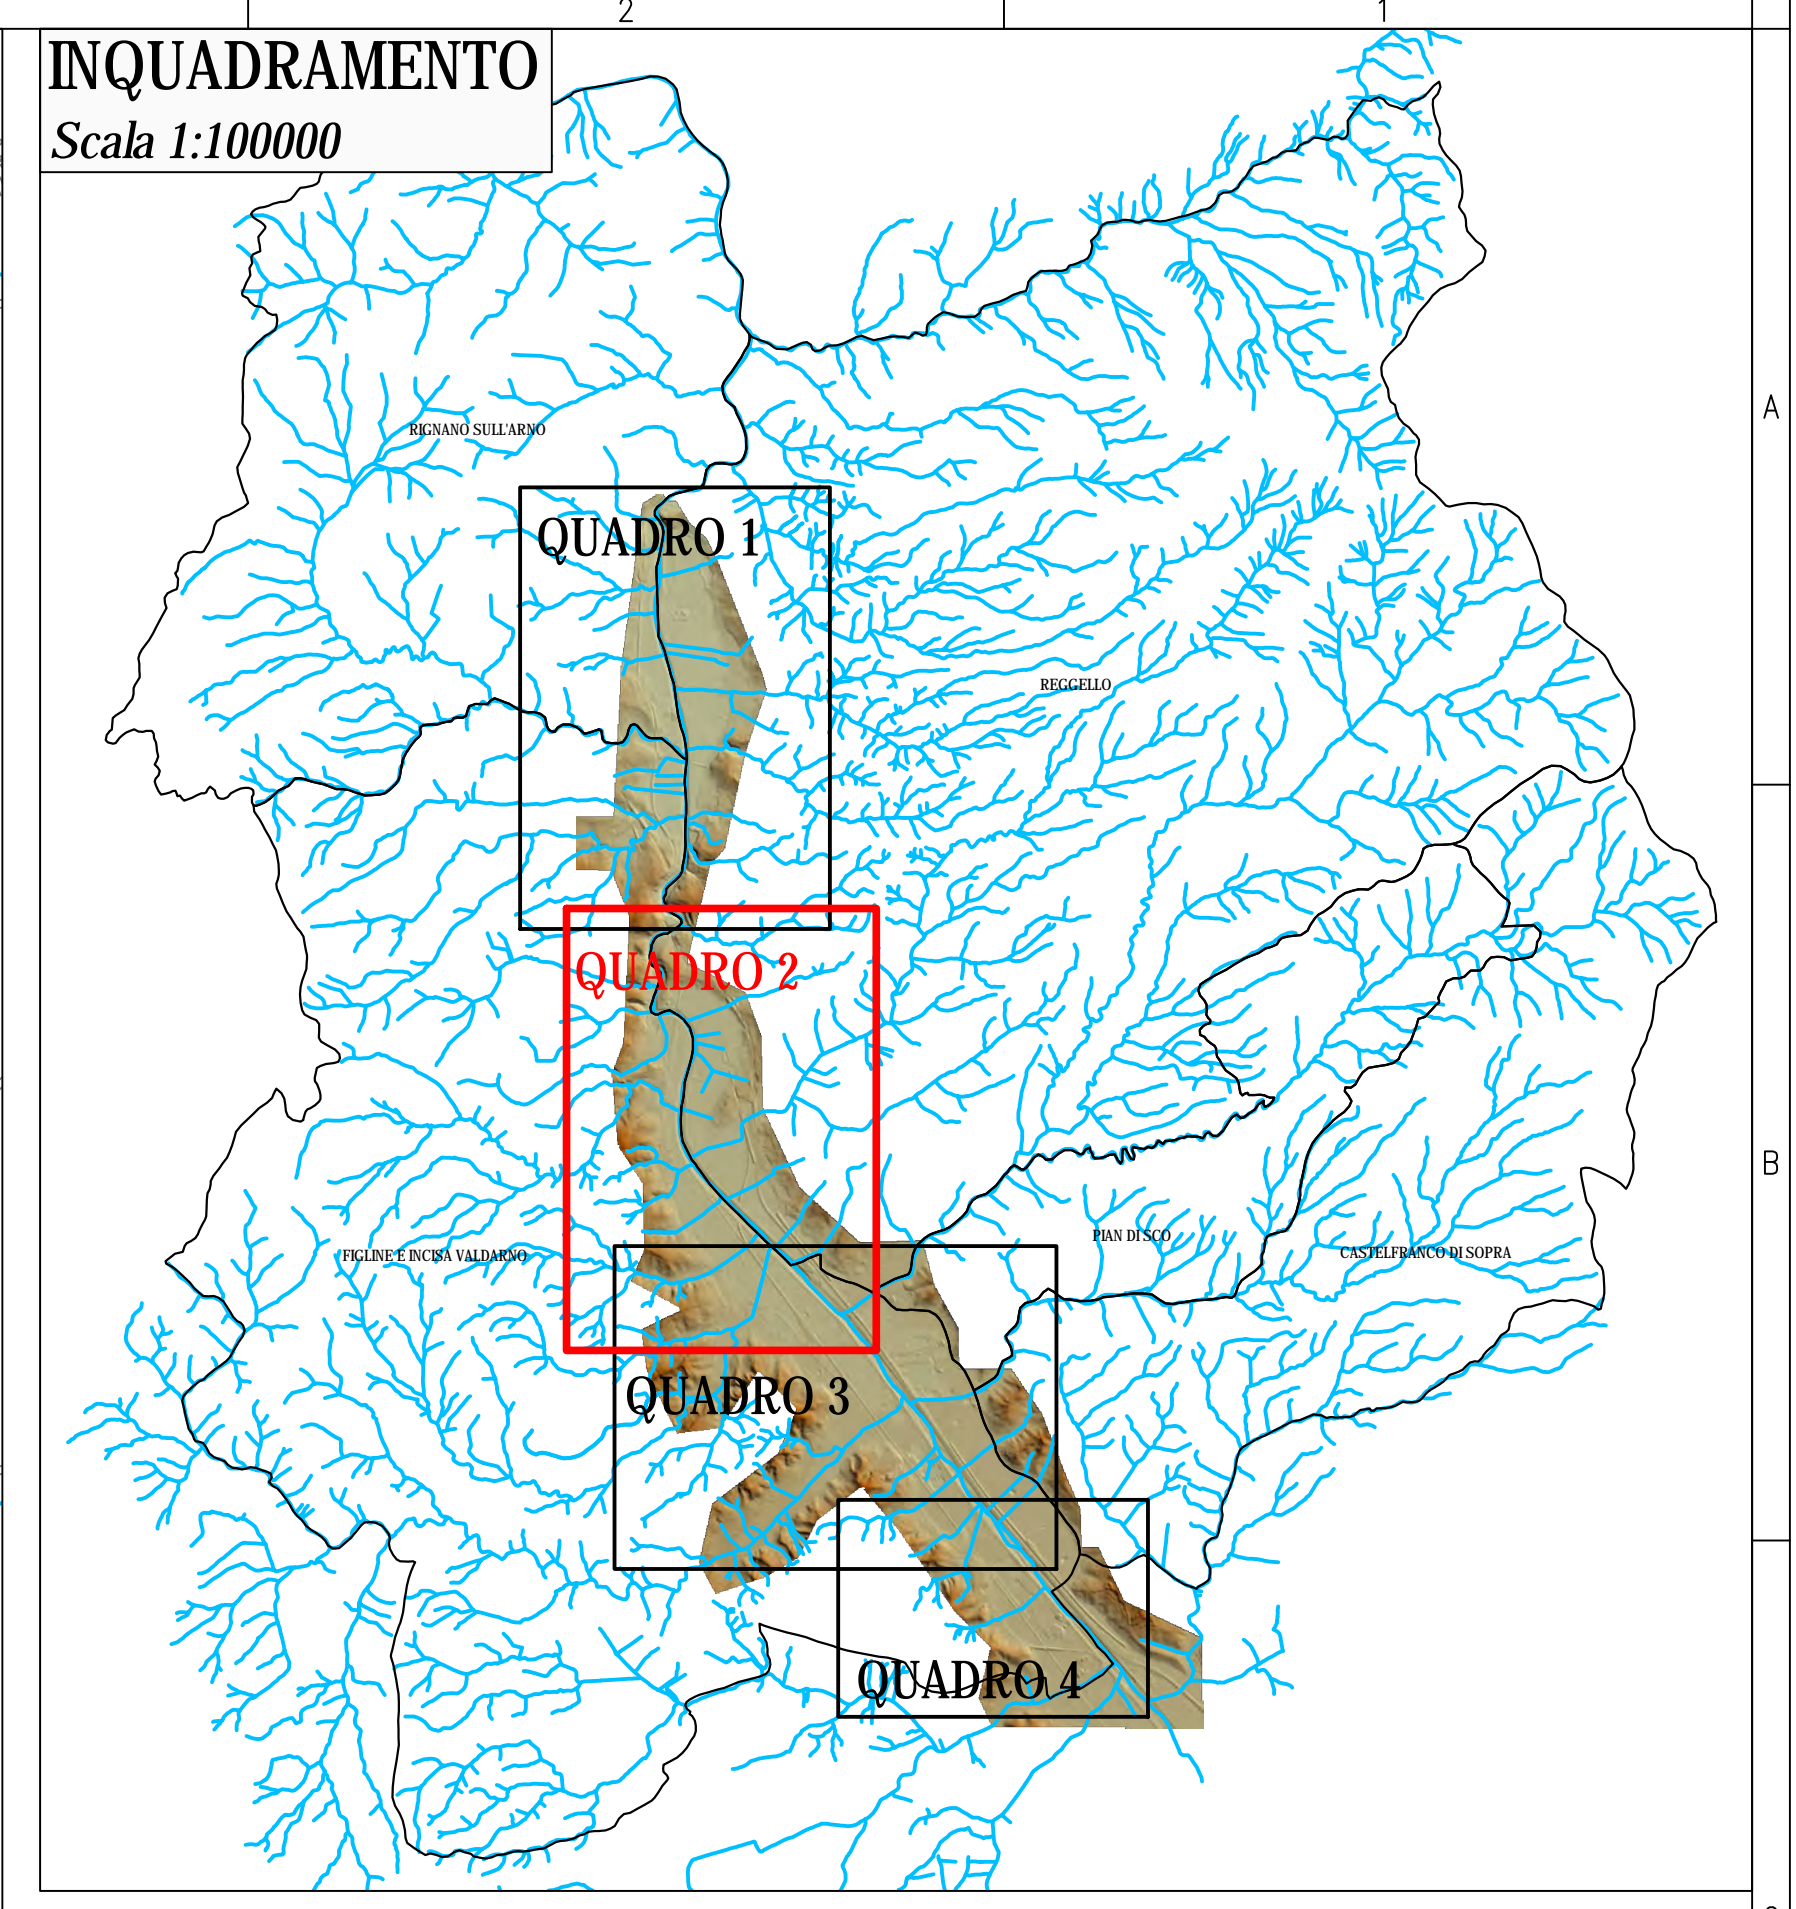 2
1
INQUADRAMENTO
Scala 1:100000
A
RIGNANO SULL'ARNO
QUADRO 1
REGGELLO
QUADRO 2
B
PIAN DI SCO
CASTELFRANCO DI SOPRA
FIGLINE E INCISA VALDARNO
QUADRO 3
QUADRO 4